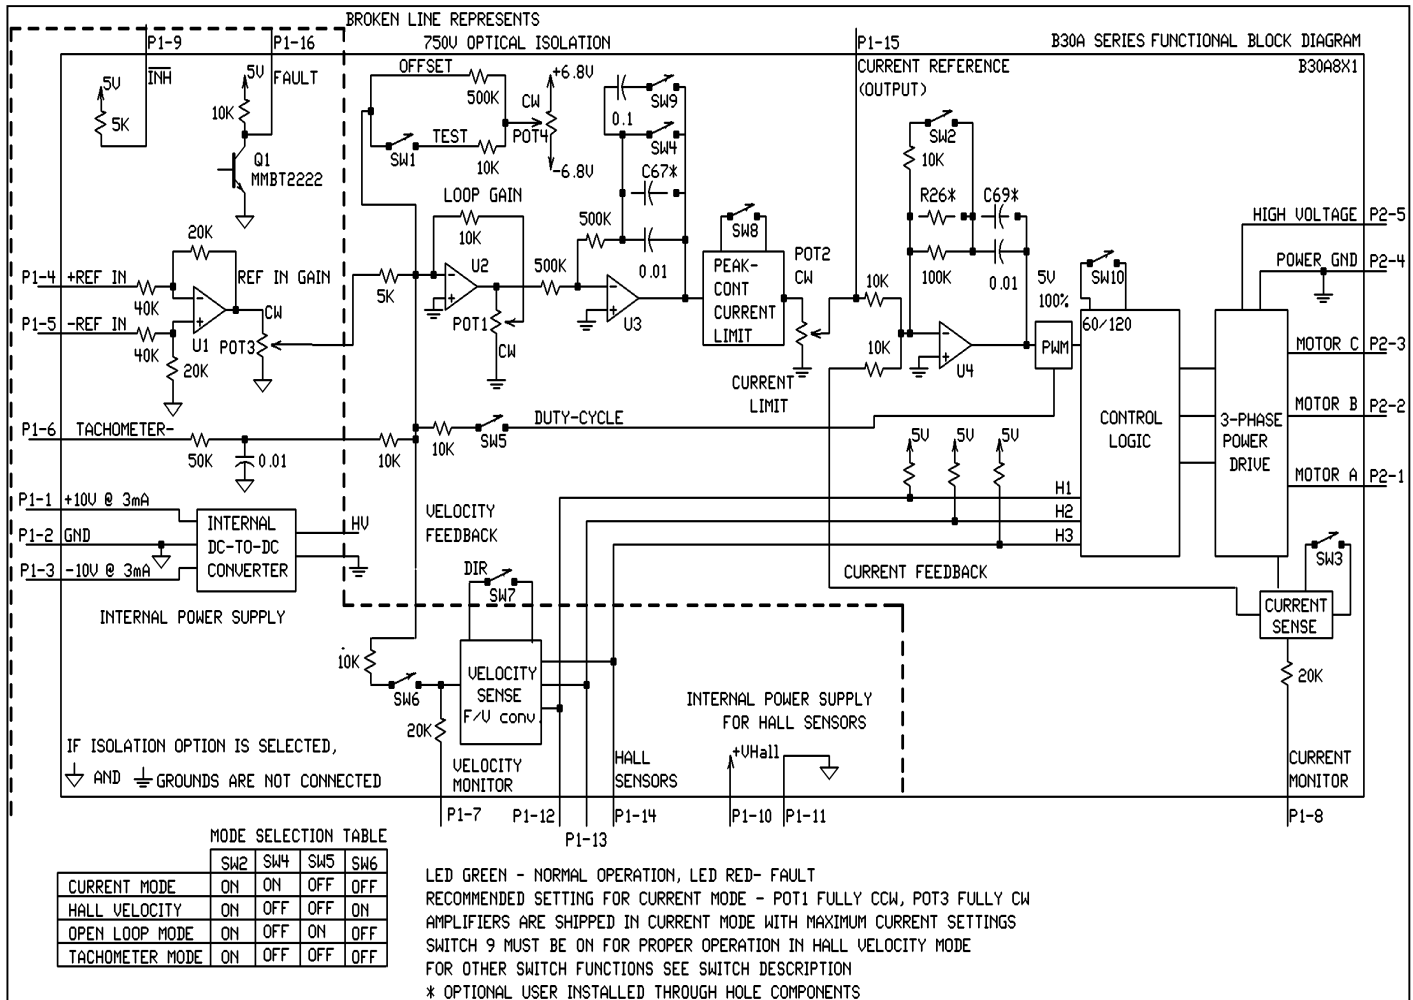 BROKEN LINE REPRESENTS
750V OPTICAL ISOLATION
B30A SERIES FUNCTIONAL BLOCK DIAGRAM
B30A8X1
P1-9
INH
5V
5K
P1-16
FAULT
5V
10K
Q1
MMBT2222
OFFSET
500K
SW1
TEST
10K
CW
POT4
+6.8V
-6.8V
SW9
0.1
SW4
C67*
0.01
500K
P1-15
CURRENT REFERENCE
(OUTPUT)
SW2
10K
R26*
C69*
100K
0.01
HIGH VOLTAGE P2-5
POWER GND P2-4
MOTOR C P2-3
MOTOR B P2-2
MOTOR A P2-1
LOOP GAIN
10K
U2
500K
POT1
CW
U3
SW8
PEAK-
CONT
CURRENT
LIMIT
POT2
CW
CURRENT
LIMIT
10K
10K
U4
5V
100%
PWM
SW10
60/120
CONTROL
LOGIC
3-PHASE
POWER
DRIVE
20K
P1-4 +REF IN
40K
REF IN GAIN
CW
P1-5 -REF IN
40K
U1
20K
POT3
5K
P1-6 TACHOMETER-
50K
0.01
10K
10K
SW5
DUTY-CYCLE
5V
5V
5V
H1
H2
H3
P1-1 +10V @ 3mA
P1-2 GND
P1-3 -10V @ 3mA
INTERNAL
DC-TO-DC
CONVERTER
HV
INTERNAL POWER SUPPLY
VELOCITY
FEEDBACK
CURRENT FEEDBACK
SW3
CURRENT
SENSE
20K
DIR
SW7
10K
SW6
20K
VELOCITY
SENSE
F/V conv.
VELOCITY
MONITOR
HALL
SENSORS
INTERNAL POWER SUPPLY
FOR HALL SENSORS
+VHall
CURRENT
MONITOR
IF ISOLATION OPTION IS SELECTED,
AND GROUNDS ARE NOT CONNECTED
P1-7
P1-12
P1-13
P1-14
P1-10
P1-11
P1-8
MODE SELECTION TABLE
SW2 SW4 SW5 SW6
CURRENT MODE ON ON OFF OFF
HALL VELOCITY ON OFF OFF ON
OPEN LOOP MODE ON OFF ON OFF
TACHOMETER MODE ON OFF OFF OFF
LED GREEN - NORMAL OPERATION, LED RED- FAULT
RECOMMENDED SETTING FOR CURRENT MODE - POT1 FULLY CCW, POT3 FULLY CW
AMPLIFIERS ARE SHIPPED IN CURRENT MODE WITH MAXIMUM CURRENT SETTINGS
SWITCH 9 MUST BE ON FOR PROPER OPERATION IN HALL VELOCITY MODE
FOR OTHER SWITCH FUNCTIONS SEE SWITCH DESCRIPTION
* OPTIONAL USER INSTALLED THROUGH HOLE COMPONENTS